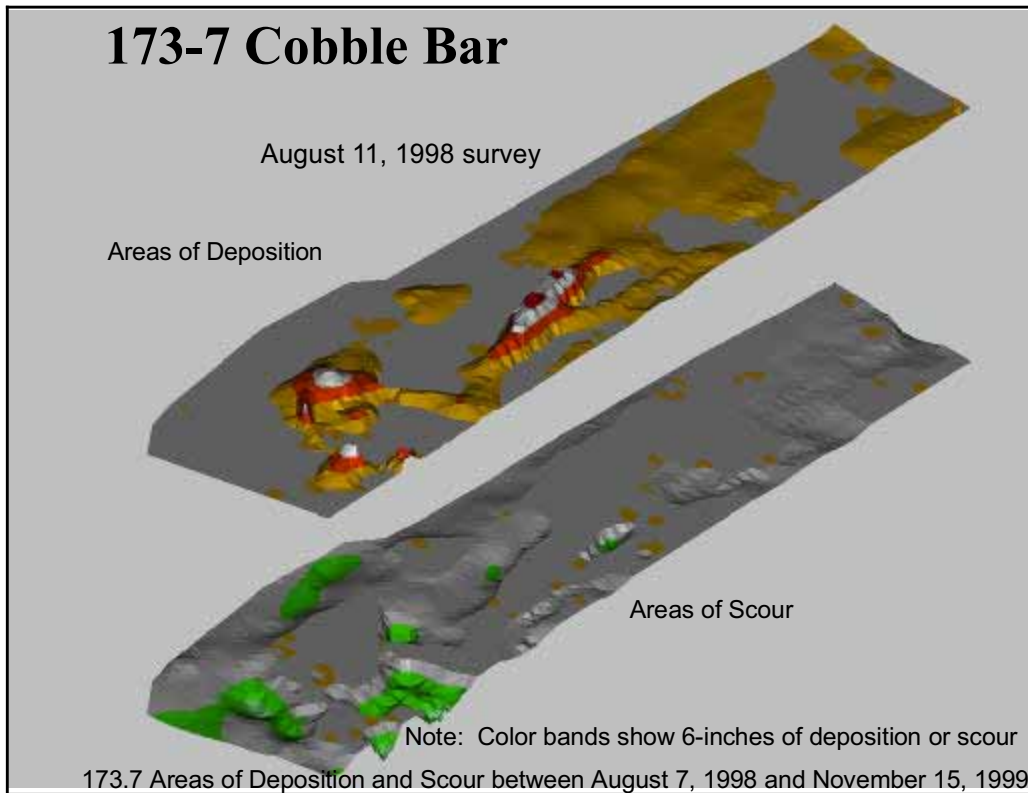 173-7 Cobble Bar
August 11, 1998 survey
Areas of Deposition
Areas of Scour
Note: Color bands show 6-inches of deposition or scour
173.7 Areas of Deposition and Scour between August 7, 1998 and November 15, 1999